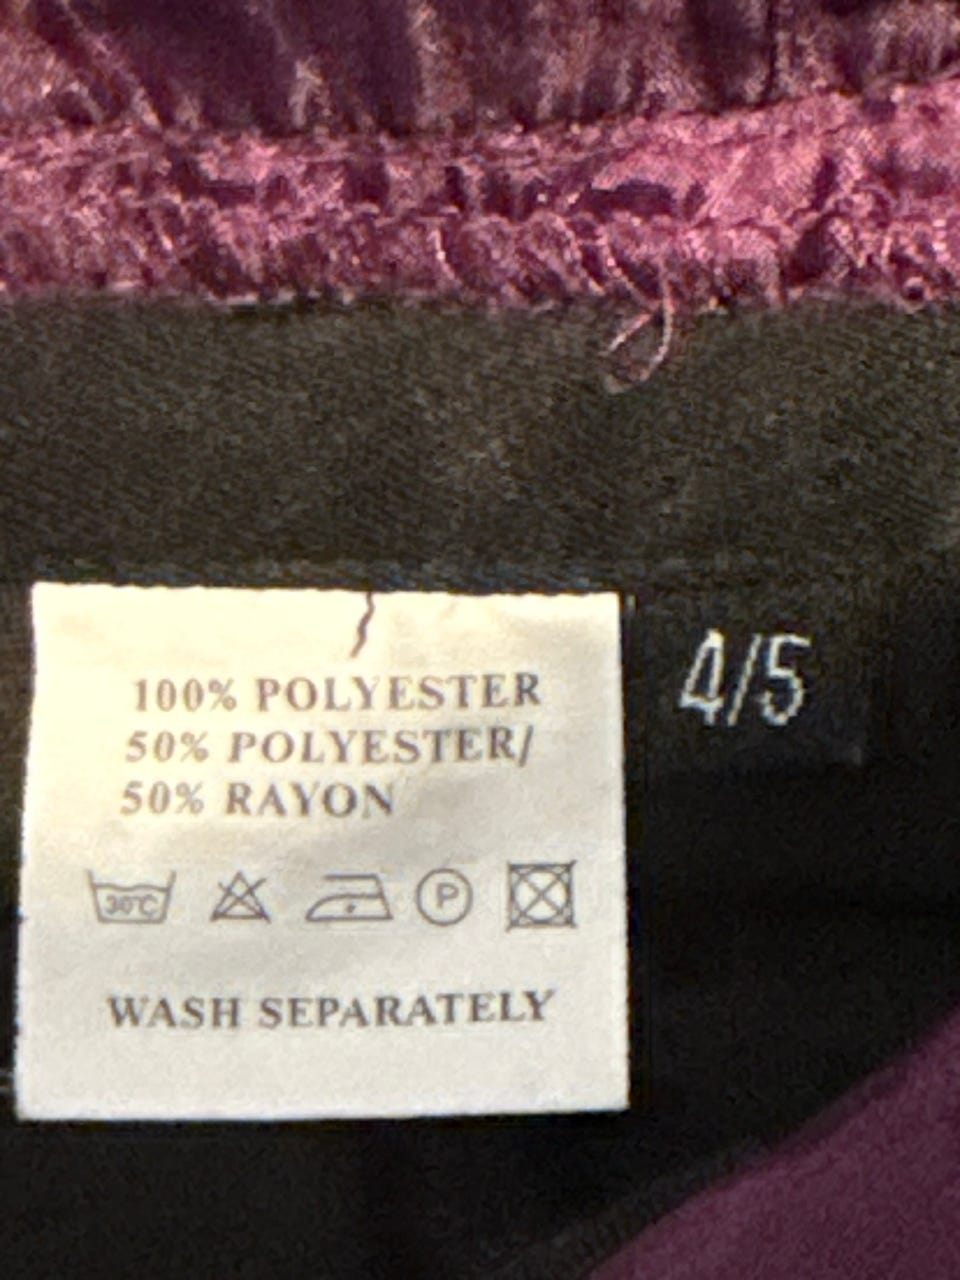 100% POLYESTER
50% POLYESTER/
50% RAYON
30°C P
WASH SEPARATELY
4/5